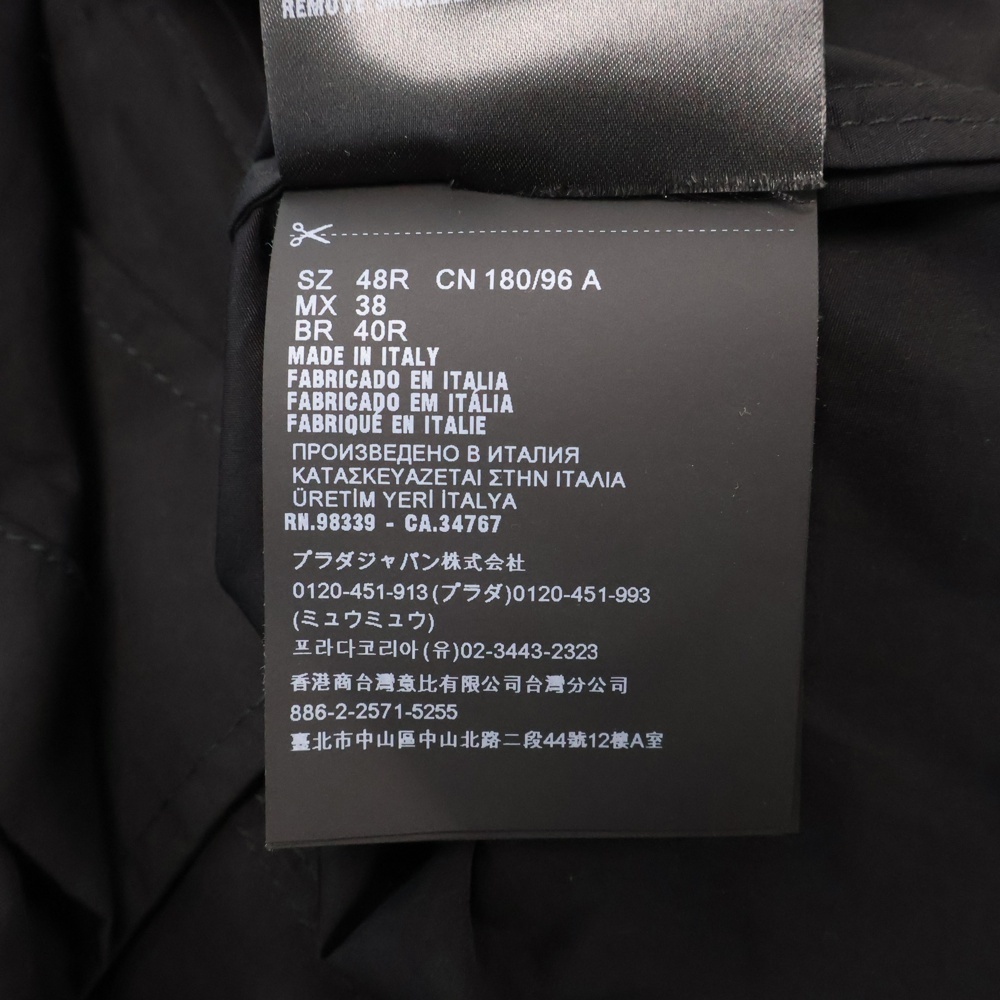 REMOVE
SZ 48R CN 180/96 A
MX 38
BR 40R
MADE IN ITALY
FABRICADO EN ITALIA
FABRICADO EM ITÁLIA
FABRIQUÉ EN ITALIE
ПРОИЗВЕДЕНО В ИТАЛИЯ
ΚΑΤΑΣΚΕΥΑΖΕΤΑΙ ΣΤΗΝ ΙΤΑΛΙΑ
ÜRETİM YERİ İTALYA
RN.98339 - CA.34767
プラダジャパン株式会社
0120-451-913(プラダ)0120-451-993
(ミュウミュウ)
프라다코리아(유)02-3443-2323
香港商台灣意比有限公司台灣分公司
886-2-2571-5255
臺北市中山區中山北路二段44號12樓A室